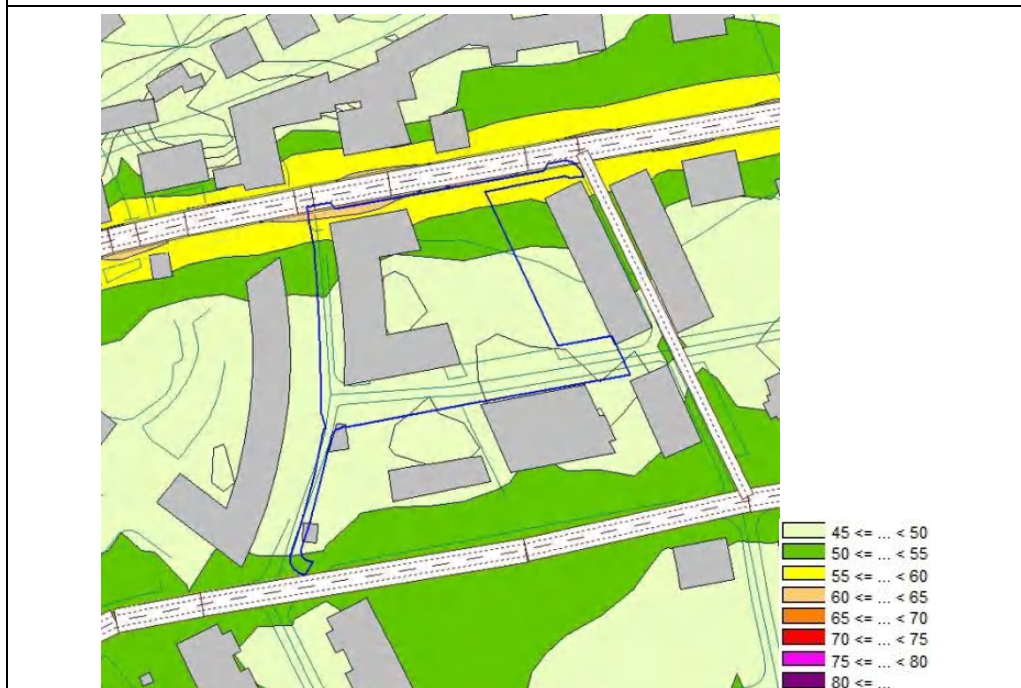 45 <= ... < 50
50 <= ... < 55
55 <= ... < 60
60 <= ... < 65
65 <= ... < 70
70 <= ... < 75
75 <= ... < 80
80 <= ...